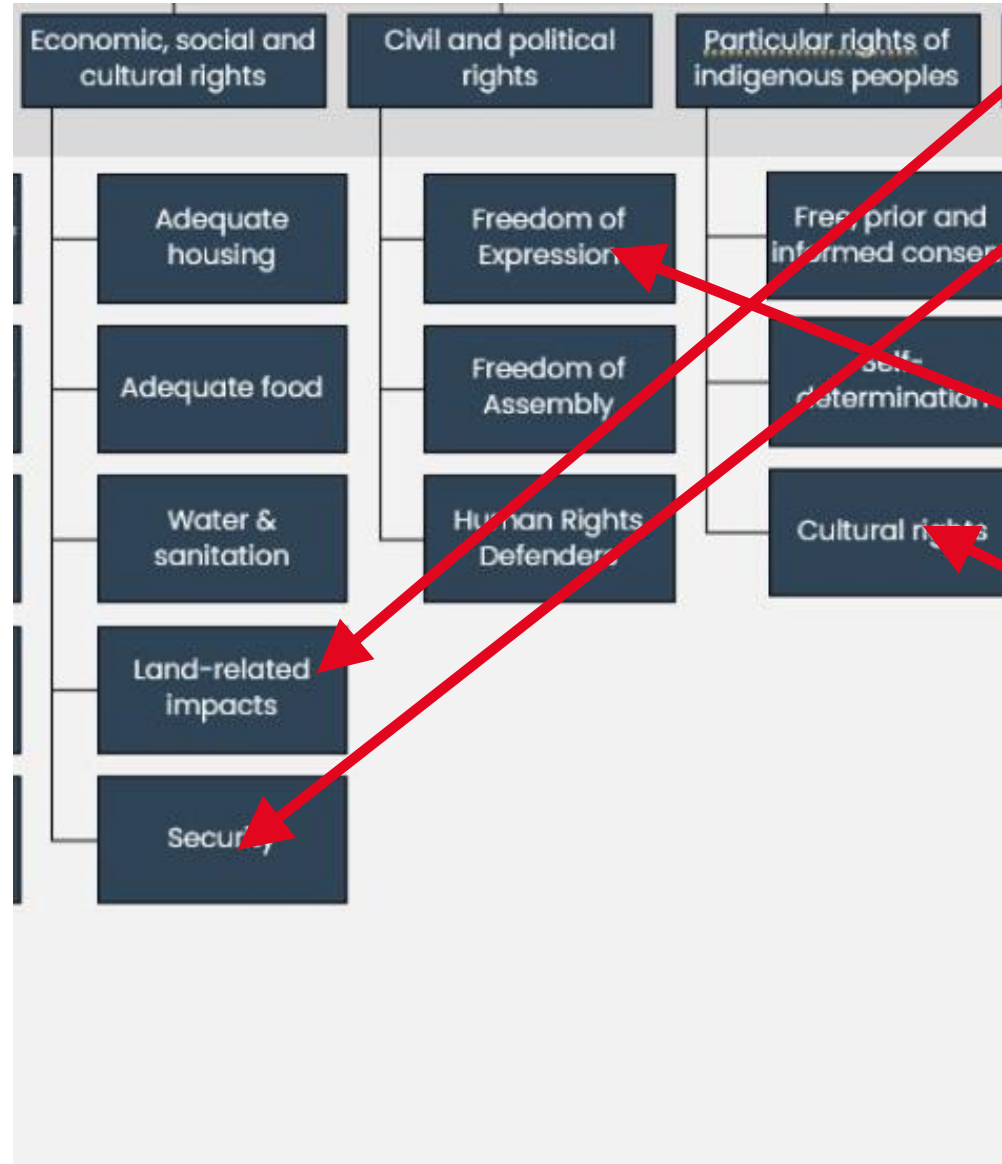 Economic, social and
cultural rights
Adequate
housing
Adequate food
Water &
sanitation
Land-related
impacts
Security
Civil and political
rights
Freedom of
Expression
Freedom of
Assembly
Human Rights
Defenders
Particular rights of
indigenous peoples
Free, prior and
informed consen
Self-
determination
Cultural rights